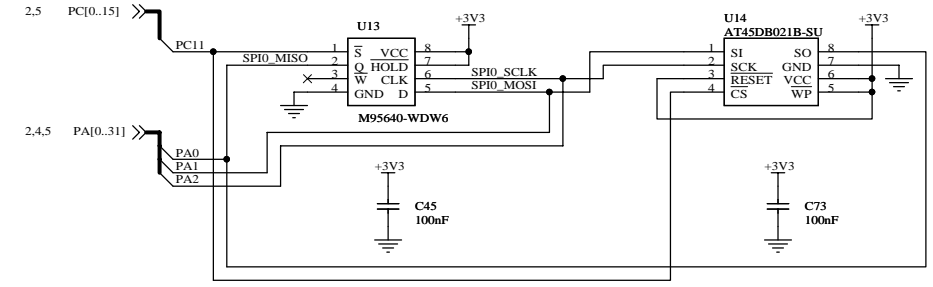 2,5 PC[0..15]
PC11
U13
+3V3
SPI0_MISO
1 S VCC 8
2 Q HOLD 7
3 W CLK 6
4 GND D 5
M95640-WDW6
SPI0_SCLK
SPI0_MOSI
U14
AT45DB021B-SU
+3V3
1 SI SO 8
2 SCK GND 7
3 RESET VCC 6
4 CS WP 5
2,4,5 PA[0..31]
PA0
PA1
PA2
+3V3
C45
100nF
+3V3
C73
100nF